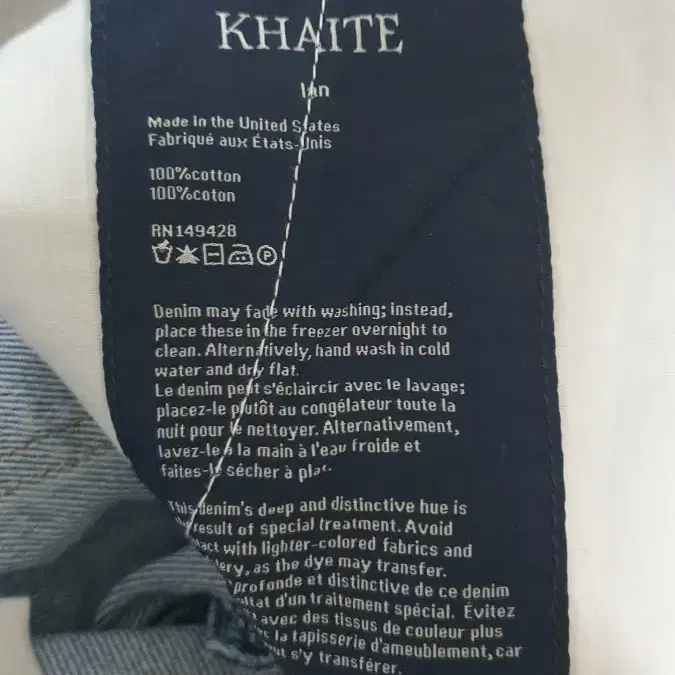 KHAITE
Ian
Made in the United States
Fabriqué aux États-Unis
100%cotton
100%coton
RN149428
P
Denim may fade with washing; instead,
place these in the freezer overnight to
clean. Alternatively, hand wash in cold
water and dry flat.
Le denim peut s'éclaircir avec le lavage;
placez-le plutôt au congélateur toute la
nuit pour le nettoyer. Alternativement,
lavez-le à la main à l'eau froide et
faites-le sécher à plat.
This denim's deep and distinctive hue is
result of special treatment. Avoid
with lighter-colored fabrics and
as the dye may transfer.
profonde et distinctive de ce denim
d'un traitement spécial. Évitez
avec des tissus de couleur plus
la tapisserie d'ameublement, car
s'y transférer.